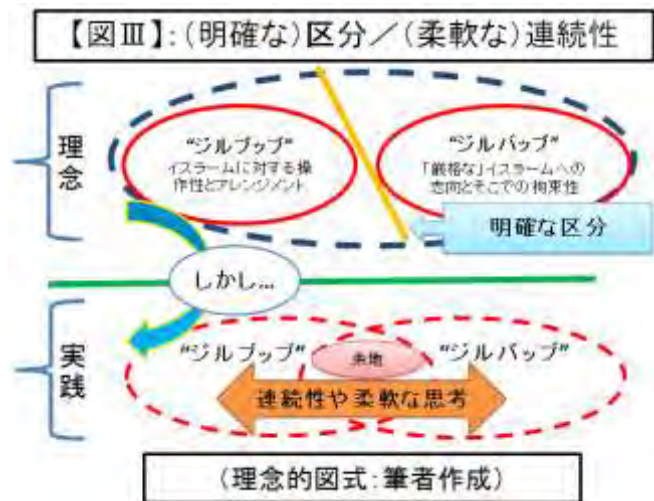 【図Ⅲ】:(明確な)区分／(柔軟な)連続性
理念
“ジルブッブ”
イスラームに対する操
作性とアレンジメント
“ジルバッブ”
「厳格な」イスラームへの
志向とそこでの拘束性
明確な区分
しかし...
実践
“ジルブッブ”
余地
“ジルバッブ”
連続性や柔軟な思考
(理念的図式:筆者作成)